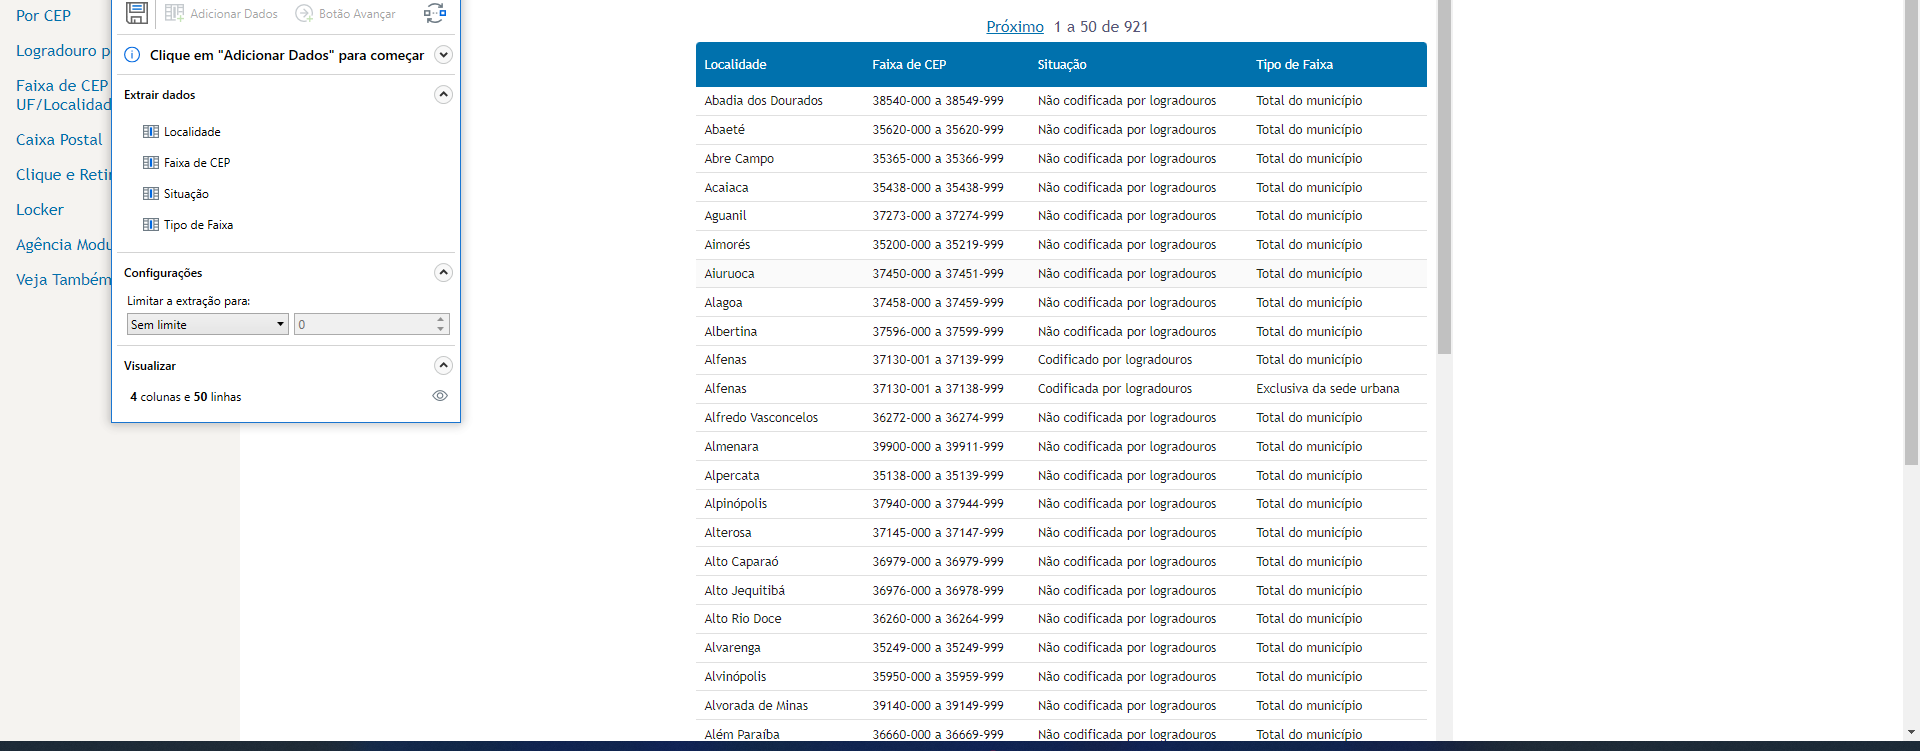 Por CEP
Logradouro p
Faixa de CEP
UF/Localidad
Caixa Postal
Clique e Retir
Locker
Agência Modu
Veja Também
Adicionar Dados
Botão Avançar
Clique em "Adicionar Dados" para começar
Extrair dados
Localidade
Faixa de CEP
Situação
Tipo de Faixa
Configurações
Limitar a extração para:
Sem limite 0
Visualizar
4 colunas e 50 linhas
Próximo 1 a 50 de 921
Localidade Faixa de CEP Situação Tipo de Faixa
Abadia dos Dourados 38540-000 a 38549-999 Não codificada por logradouros Total do município
Abaeté 35620-000 a 35620-999 Não codificada por logradouros Total do município
Abre Campo 35365-000 a 35366-999 Não codificada por logradouros Total do município
Acaiaca 35438-000 a 35438-999 Não codificada por logradouros Total do município
Aguanil 37273-000 a 37274-999 Não codificada por logradouros Total do município
Aimorés 35200-000 a 35219-999 Não codificada por logradouros Total do município
Aiuruoca 37450-000 a 37451-999 Não codificada por logradouros Total do município
Alagoa 37458-000 a 37459-999 Não codificada por logradouros Total do município
Albertina 37596-000 a 37599-999 Não codificada por logradouros Total do município
Alfenas 37130-001 a 37139-999 Codificado por logradouros Total do município
Alfenas 37130-001 a 37138-999 Codificada por logradouros Exclusiva da sede urbana
Alfredo Vasconcelos 36272-000 a 36274-999 Não codificada por logradouros Total do município
Almenara 39900-000 a 39911-999 Não codificada por logradouros Total do município
Alpercata 35138-000 a 35139-999 Não codificada por logradouros Total do município
Alpinópolis 37940-000 a 37944-999 Não codificada por logradouros Total do município
Alterosa 37145-000 a 37147-999 Não codificada por logradouros Total do município
Alto Caparaó 36979-000 a 36979-999 Não codificada por logradouros Total do município
Alto Jequitibá 36976-000 a 36978-999 Não codificada por logradouros Total do município
Alto Rio Doce 36260-000 a 36264-999 Não codificada por logradouros Total do município
Alvarenga 35249-000 a 35249-999 Não codificada por logradouros Total do município
Alvinópolis 35950-000 a 35959-999 Não codificada por logradouros Total do município
Alvorada de Minas 39140-000 a 39149-999 Não codificada por logradouros Total do município
Além Paraíba 36660-000 a 36669-999 Não codificada por logradouros Total do município